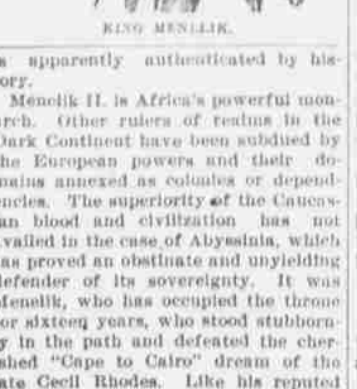 KING MENELIK.
s apparently authenticated by his-
ory.
Menelik II. is Africa's powerful mon-
arch. Other rulers of realms in the
Dark Continent have been subdued by
the European powers and their do-
mains annexed as colonies or depend-
encies. The superiority of the Caucas-
an blood and civilization has not
availed in the case of Abyssinia, which
as proved an obstinate and unyielding
defender of its sovereignty. It was
Menelik, who has occupied the throne
or sixteen years, who stood stubborn-
y in the path and defeated the cher-
shed "Cape to Cairo" dream of the
ate Cecil Rhodes. Like his reputed